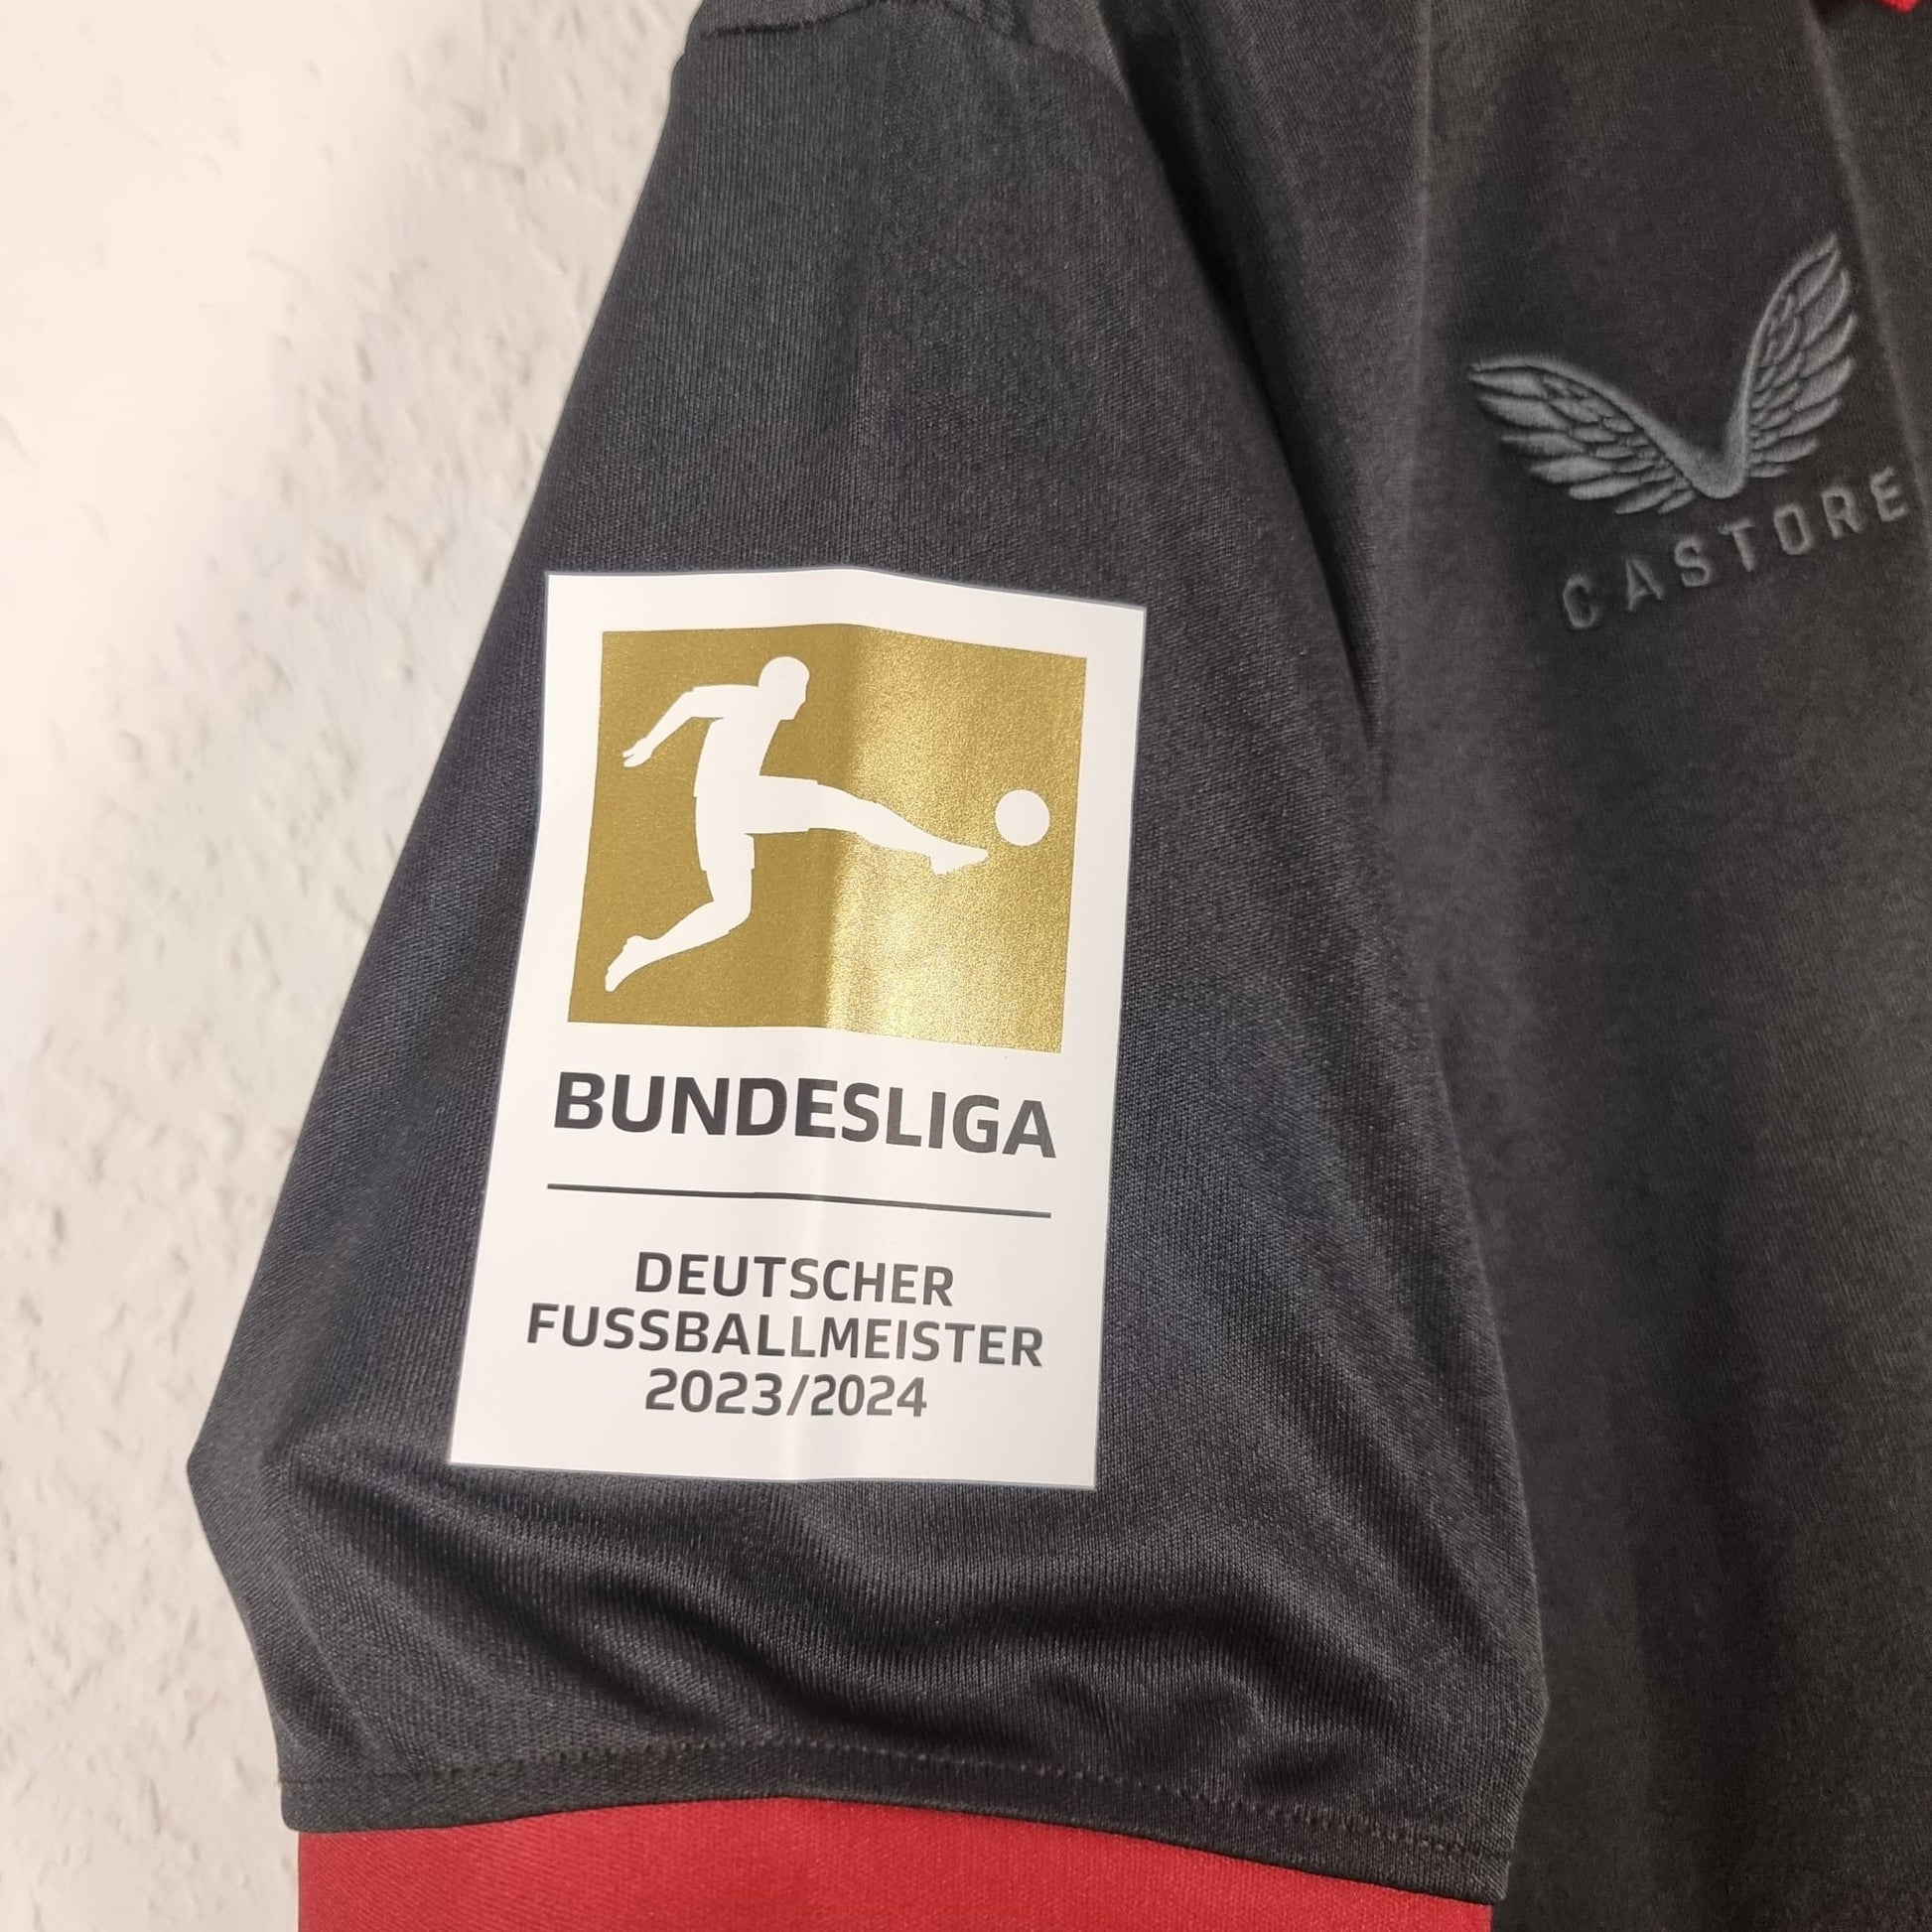 CASTORE
BUNDESLIGA
DEUTSCHER
FUSSBALLMEISTER
2023/2024